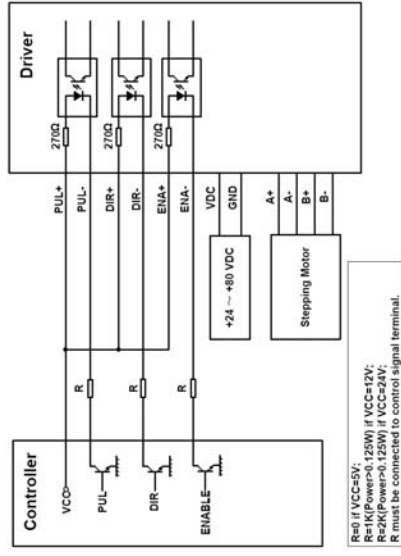 Controller
VCC
PUL
DIR
ENABLE
R
R
R
PUL+
PUL-
DIR+
DIR-
ENA+
ENA-
VDC
GND
A+
A-
B+
B-
Driver
270Ω
270Ω
270Ω
+24 ~ +80 VDC
Stepping Motor
R=0 if VCC=5V;
R=1K(Power>0.125W) if VCC=12V;
R=2K(Power>0.125W) if VCC=24V;
R must be connected to control signal terminal.